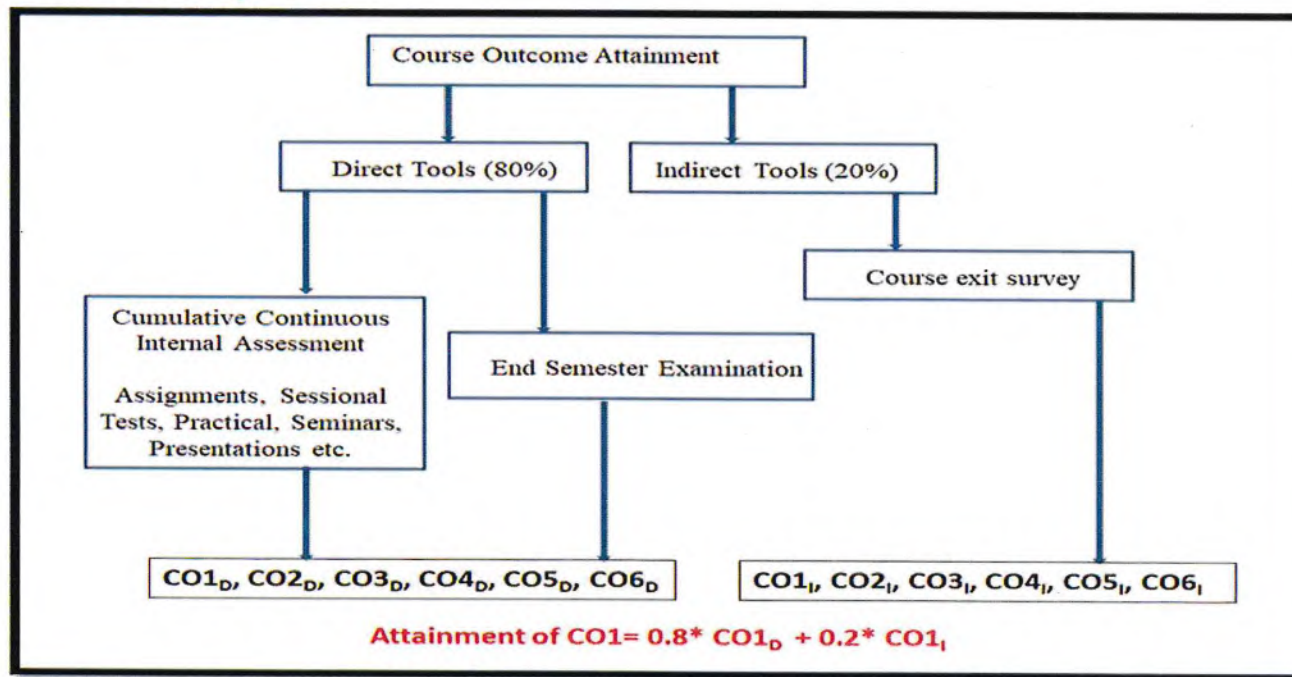 Course Outcome Attainment
Direct Tools (80%)
Indirect Tools (20%)
Course exit survey
Cumulative Continuous
Internal Assessment
Assignments, Sessional
Tests, Practical, Seminars,
Presentations etc.
End Semester Examination
CO1D, CO2D, CO3D, CO4D, CO5D, CO6D
CO1I, CO2I, CO3I, CO4I, CO5I, CO6I
Attainment of CO1= 0.8* CO1D + 0.2* CO1I